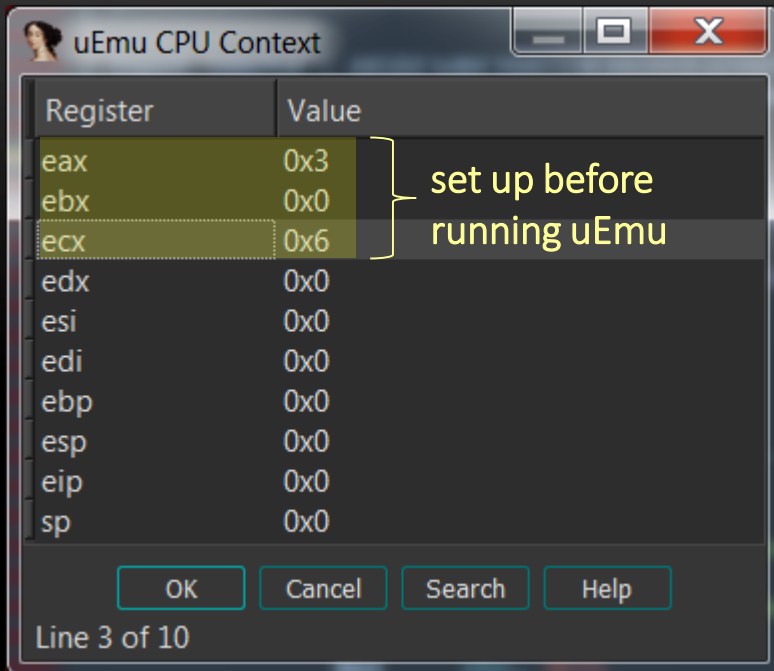 uEmu CPU Context
Register Value
eax 0x3
ebx 0x0
ecx 0x6
set up before
running uEmu
edx 0x0
esi 0x0
edi 0x0
ebp 0x0
esp 0x0
eip 0x0
sp 0x0
OK Cancel Search Help
Line 3 of 10